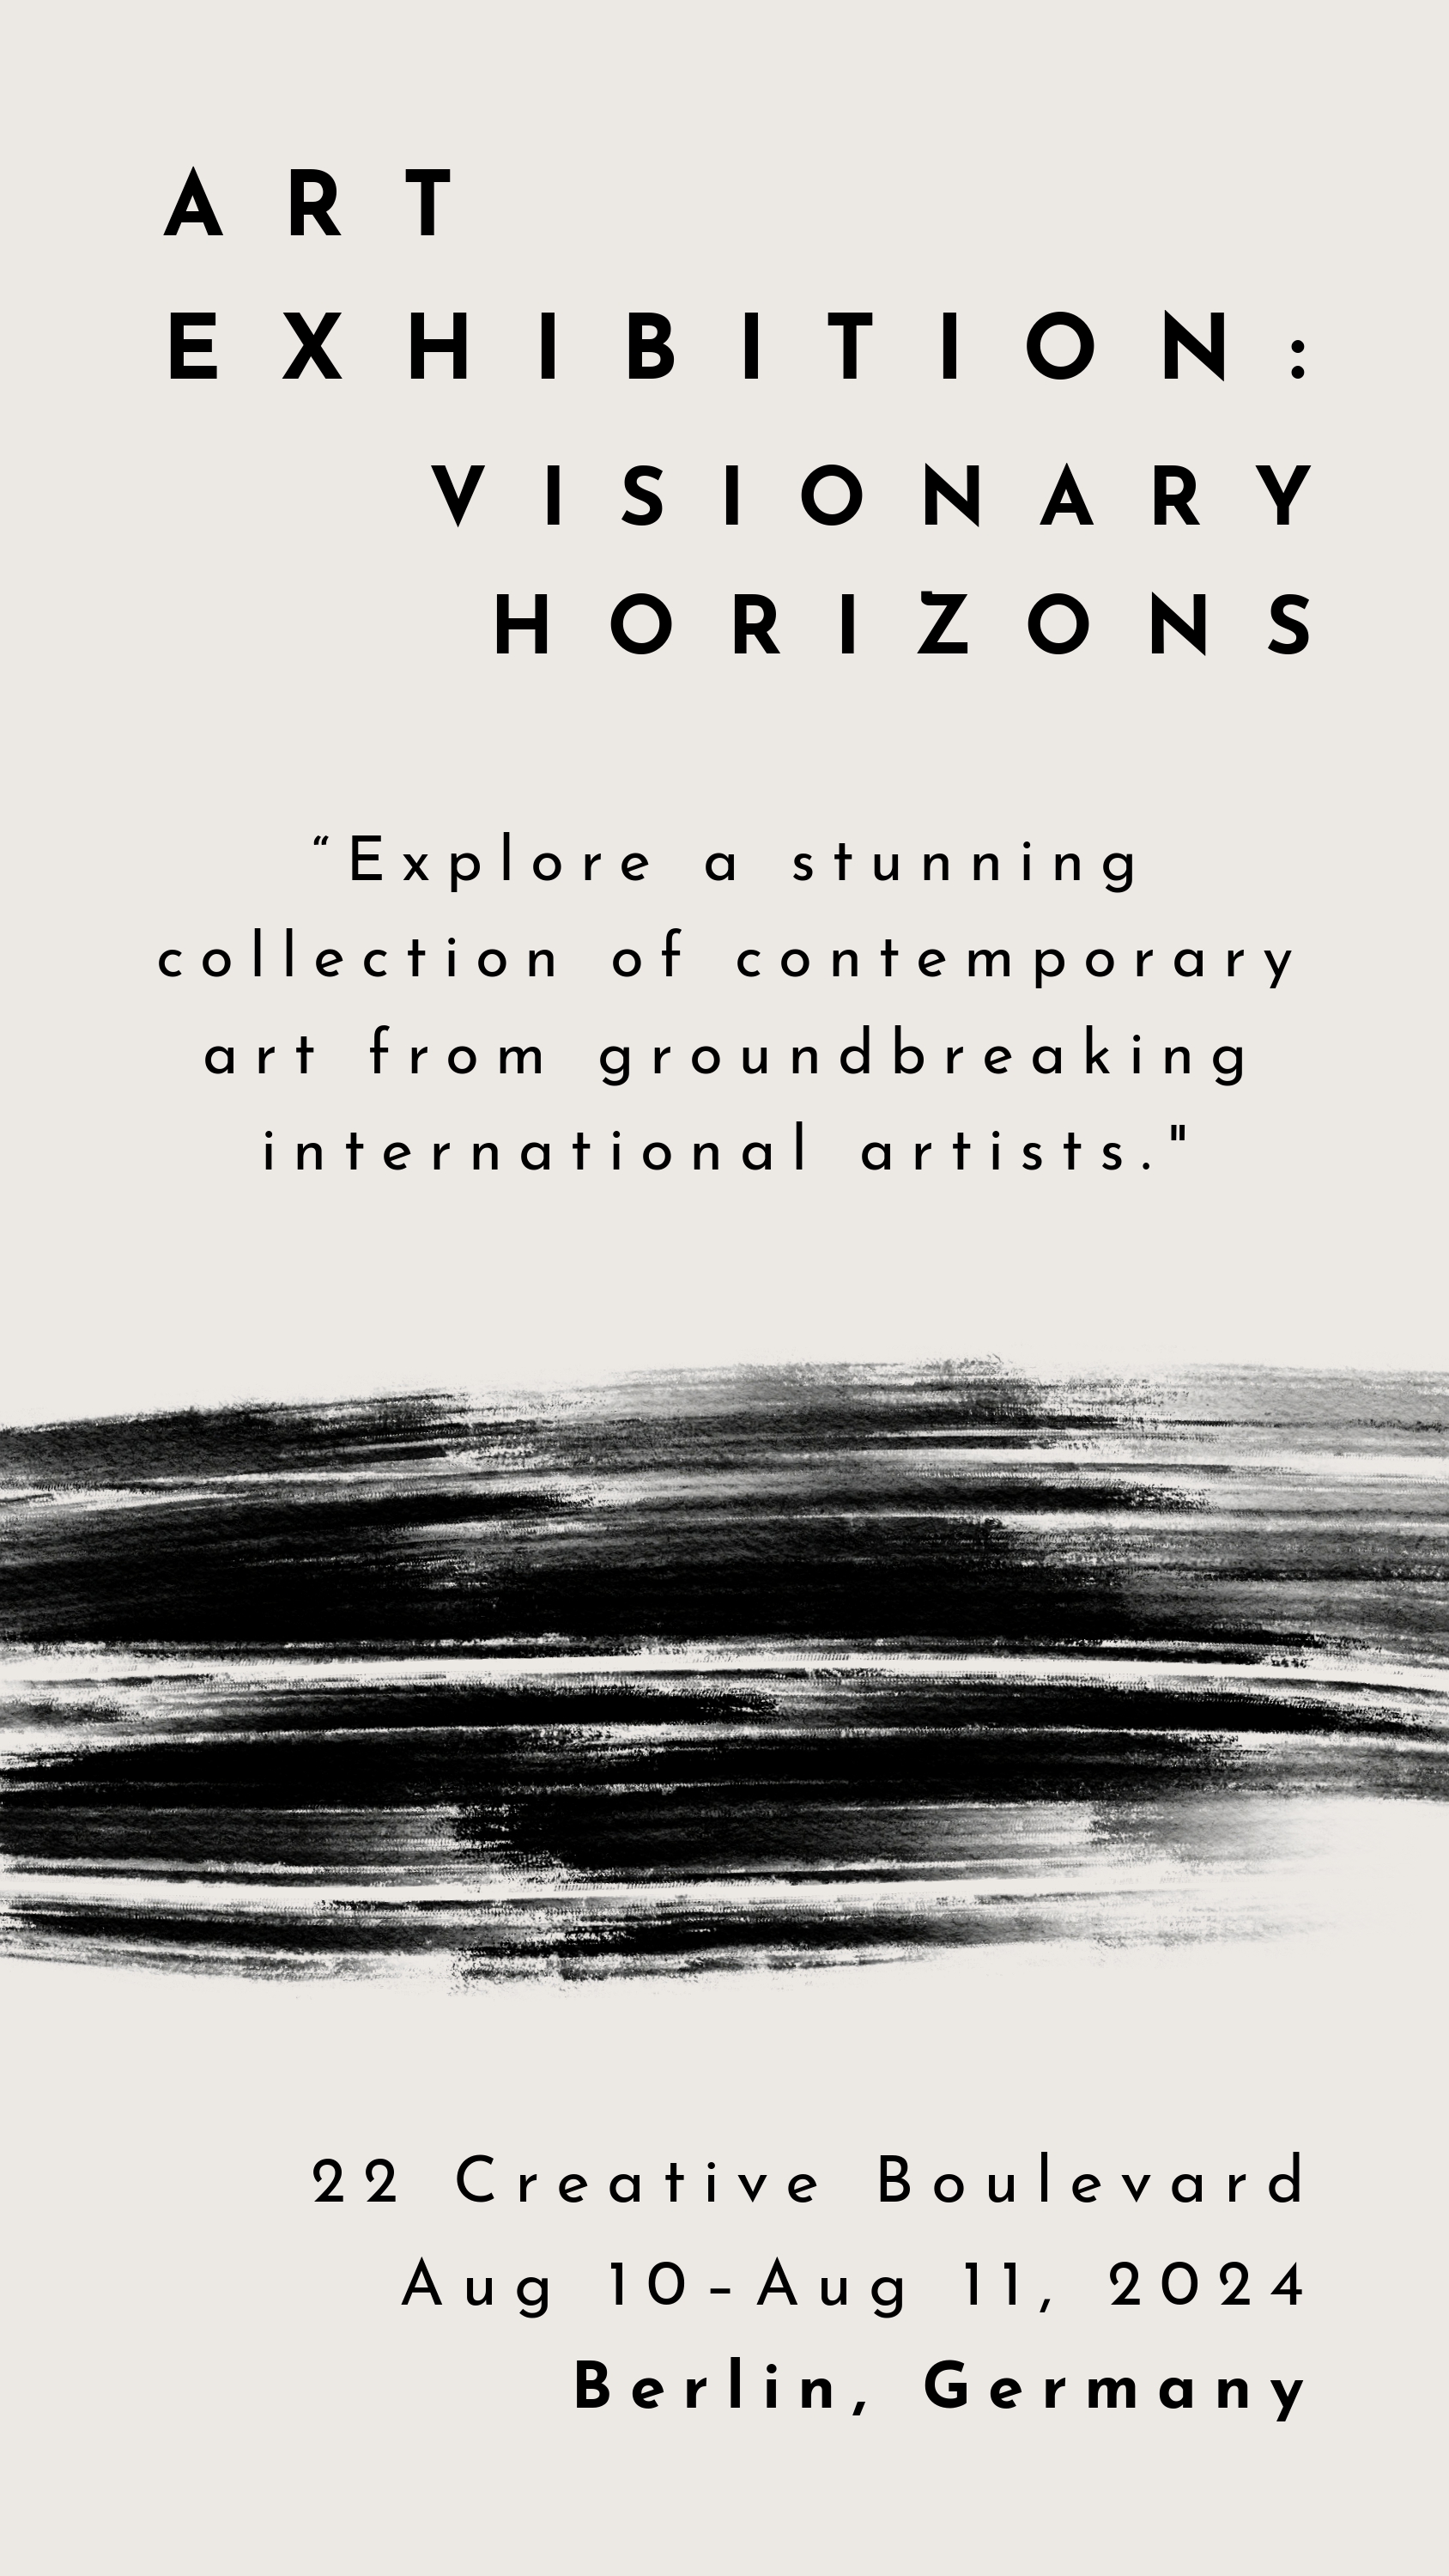 ART
EXHIBITION:
VISIONARY
HORIZONS
“Explore a stunning
collection of contemporary
art from groundbreaking
international artists."
22 Creative Boulevard
Aug 10–Aug 11, 2024
Berlin, Germany